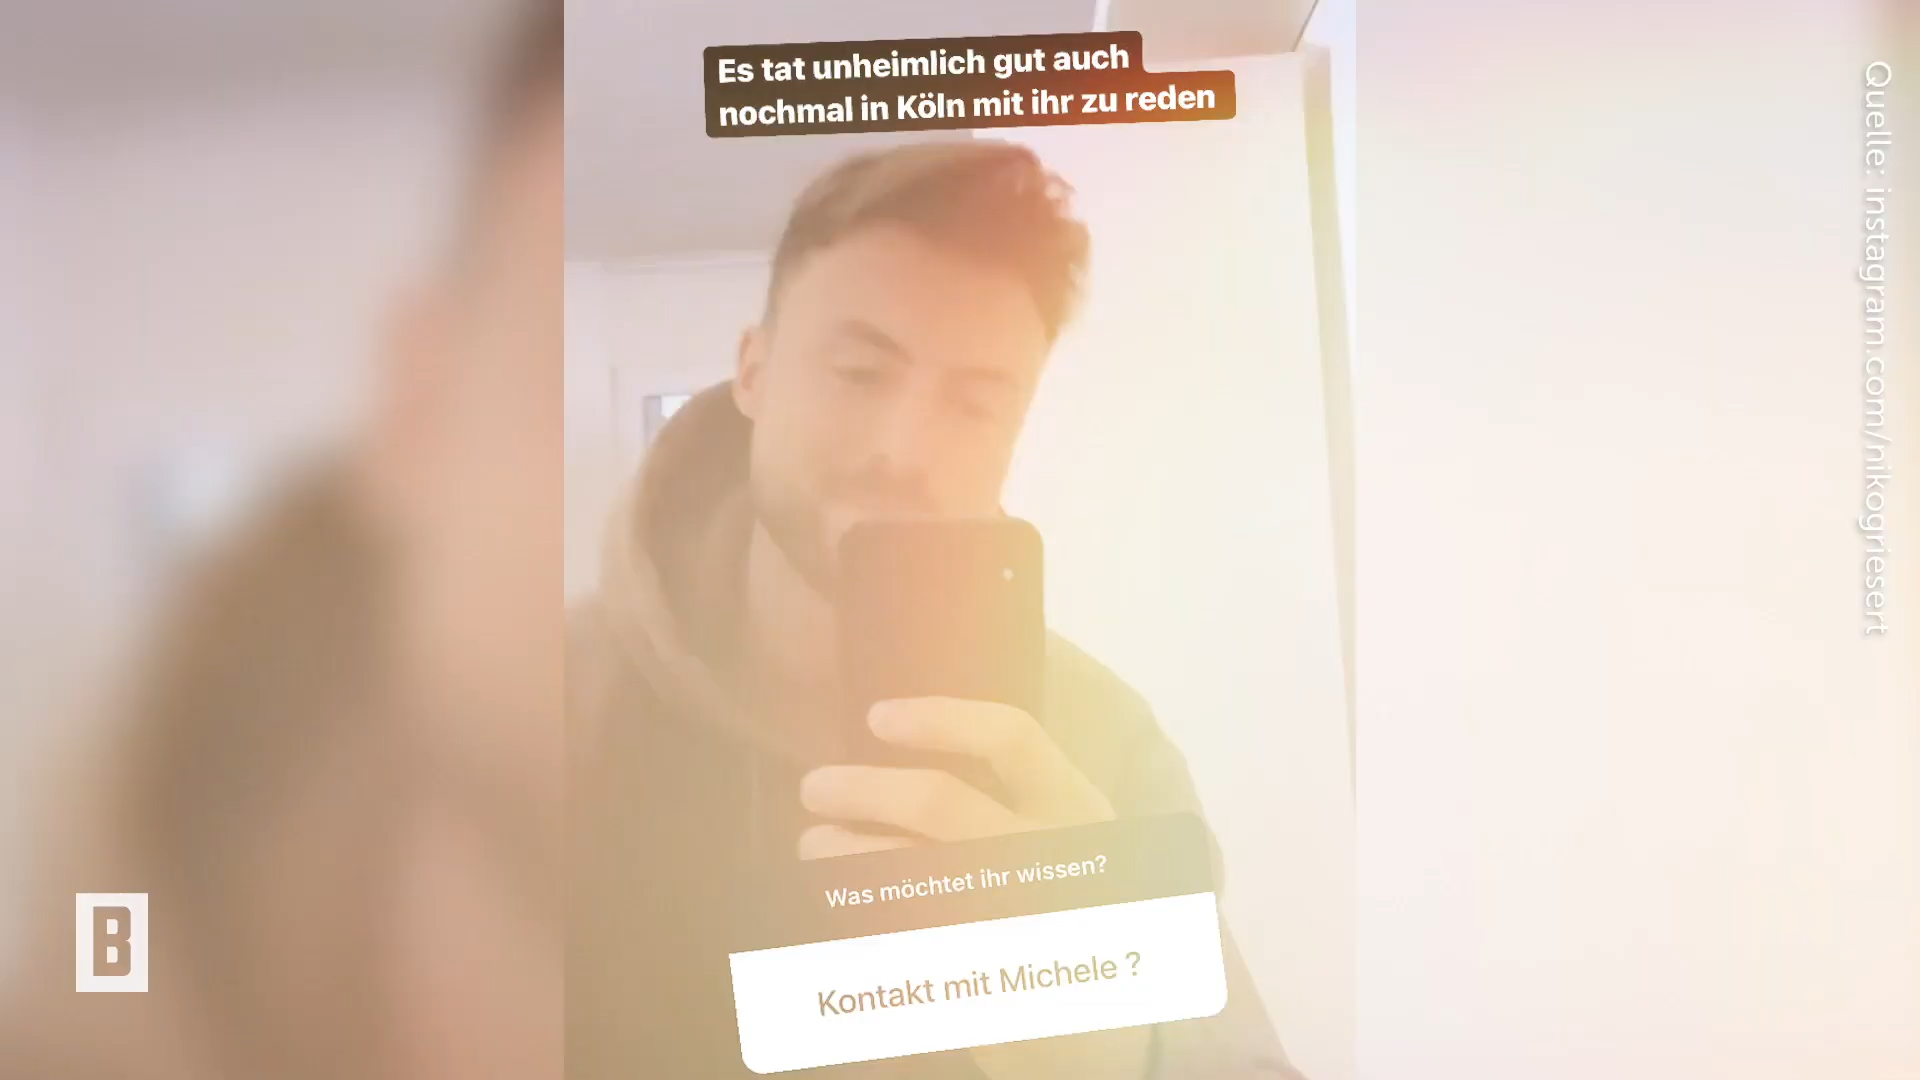 Es tat unheimlich gut auch
nochmal in Köln mit ihr zu reden
Quelle: instagram.com/nikogriesert
Was möchtet ihr wissen?
Kontakt mit Michele ?
B